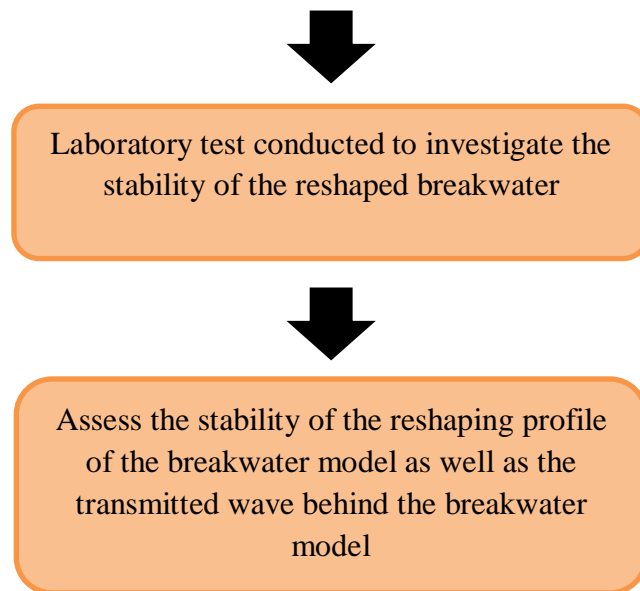 Laboratory test conducted to investigate the
stability of the reshaped breakwater
Assess the stability of the reshaping profile
of the breakwater model as well as the
transmitted wave behind the breakwater
model